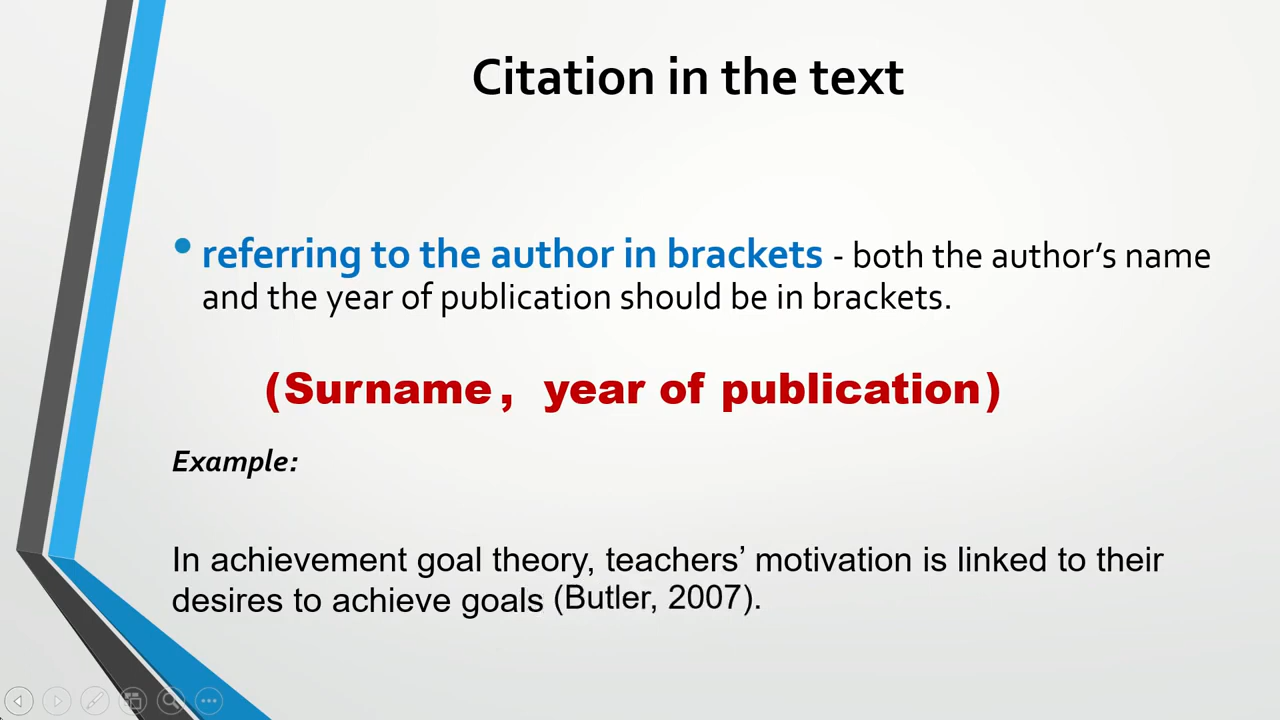 Citation in the text
• referring to the author in brackets - both the author’s name
and the year of publication should be in brackets.
(Surname, year of publication)
Example:
In achievement goal theory, teachers’ motivation is linked to their
desires to achieve goals (Butler, 2007).